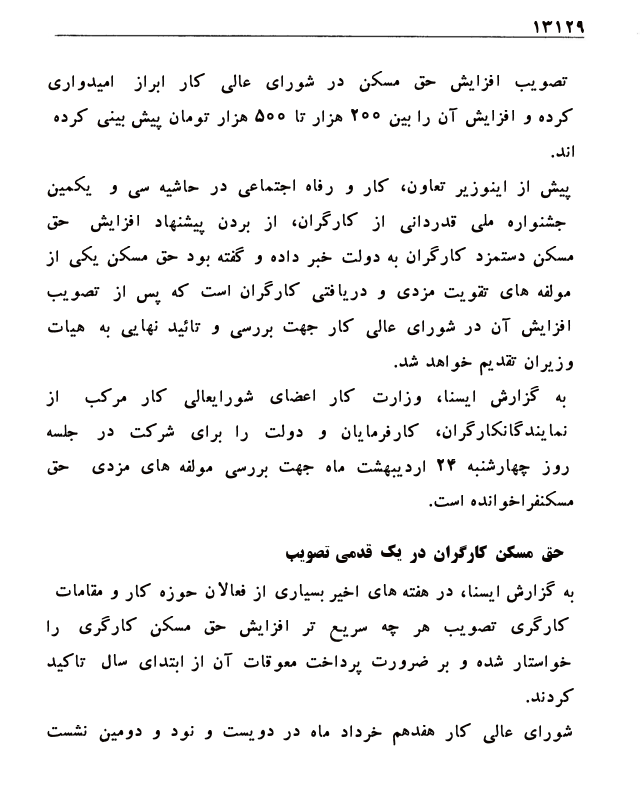 ۱۳۱۲۹
تصویب افزایش حق مسکن در شورای عالی کار ابراز امیدواری
کرده و افزایش آن را بین ۲۰۰ هزار تا ۵۰۰ هزار تومان پیش بینی کرده
اند.
پیش از اینوزیر تعاون، کار و رفاه اجتماعی در حاشیه سی و یکمین
جشنواره ملی قدردانی از کارگران، از بردن پیشنهاد افزایش حق
مسکن دستمزد کارگران به دولت خبر داده و گفته بود حق مسکن یکی از
مولفه های تقویت مزدی و دریافتی کارگران است که پس از تصویب
افزایش آن در شورای عالی کار جهت بررسی و تائید نهایی به هیات
وزیران تقدیم خواهد شد.
به گزارش ایسنا، وزارت کار اعضای شورایعالی کار مرکب از
نمایندگانکارگران، کارفرمایان و دولت را برای شرکت در جلسه
روز چهارشنبه ۲۴ اردیبهشت ماه جهت بررسی مولفه های مزدی حق
مسکنفراخوانده است.
حق مسکن کارگران در یک قدمی تصویب
به گزارش ایسنا، در هفته های اخیر بسیاری از فعالان حوزه کار و مقامات
کارگری تصویب هر چه سریع تر افزایش حق مسکن کارگری را
خواستار شده و بر ضرورت پرداخت معوقات آن از ابتدای سال تاکید
کردند.
شورای عالی کار هفدهم خرداد ماه در دویست و نود و دومین نشست